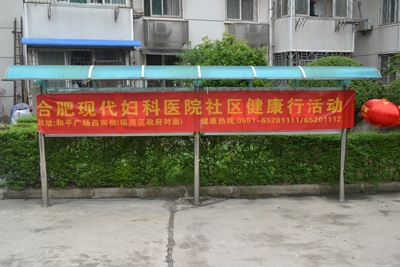 合肥现代妇科医院社区健康行活动
地址:和平广场西南侧(瑶海区政府对面) 健康热线:0551-65201111/65201112